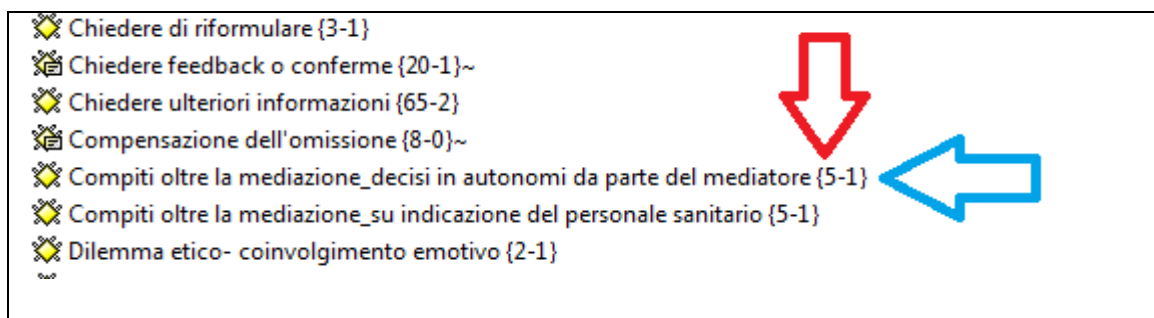 Chiedere di riformulare {3-1}
Chiedere feedback o conferme {20-1}~
Chiedere ulteriori informazioni {65-2}
Compensazione dell'omissione {8-0}~
Compiti oltre la mediazione_decisi in autonomi da parte del mediatore {5-1}
Compiti oltre la mediazione_su indicazione del personale sanitario {5-1}
Dilemma etico- coinvolgimento emotivo {2-1}